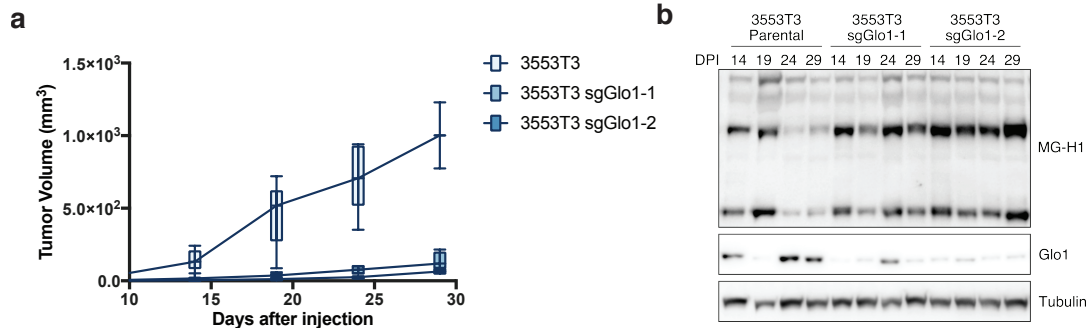 a
1.5×10³
1.0×10³
5.0×10²
0.0
10 15 20 25 30
Tumor Volume (mm³)
Days after injection
3553T3
3553T3 sgGlo1-1
3553T3 sgGlo1-2
b
3553T3
Parental
3553T3
sgGlo1-1
3553T3
sgGlo1-2
DPI 14 19 24 29 14 19 24 29 14 19 24 29
MG-H1
Glo1
Tubulin